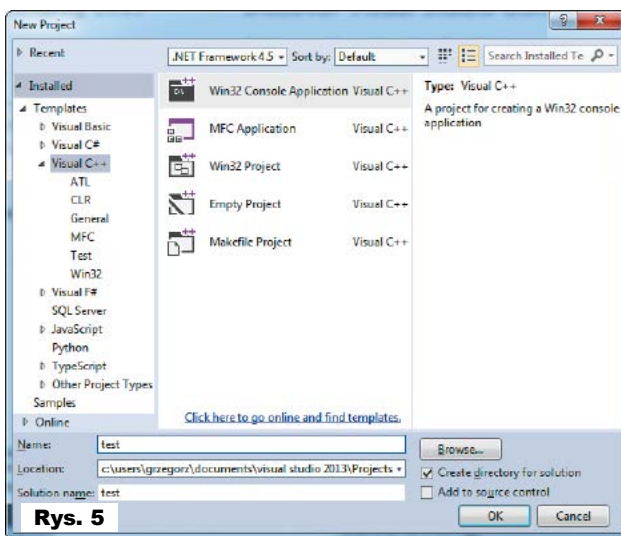 New Project
Recent
.NET Framework 4.5 Sort by: Default Search Installed Te
Installed
Templates
Visual Basic
Visual C#
Visual C++
ATL
CLR
General
MFC
Test
Win32
Visual F#
SQL Server
JavaScript
Python
TypeScript
Other Project Types
Samples
Online
Win32 Console Application Visual C++
MFC Application Visual C++
Win32 Project Visual C++
Empty Project Visual C++
Makefile Project Visual C++
Click here to go online and find templates.
Type: Visual C++
A project for creating a Win32 console
application
Name: test
Location: c:\users\grzegorz\documents\visual studio 2013\Projects
Solution name: test
Browse...
Create directory for solution
Add to source control
OK Cancel
Rys. 5